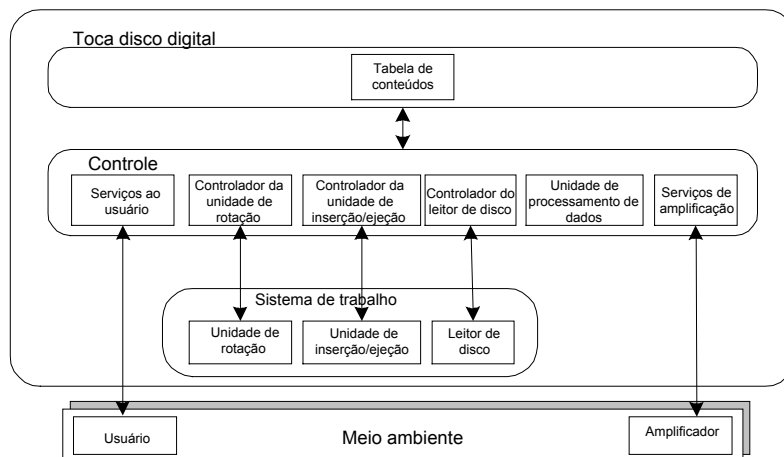 Toca disco digital
Tabela de
conteúdos
Controle
Serviços ao
usuário
Controlador da
unidade de
rotação
Controlador da
unidade de
inserção/ejeção
Controlador do
leitor de disco
Unidade de
processamento de
dados
Serviços de
amplificação
Sistema de trabalho
Unidade de
rotação
Unidade de
inserção/ejeção
Leitor de
disco
Usuário
Meio ambiente
Amplificador